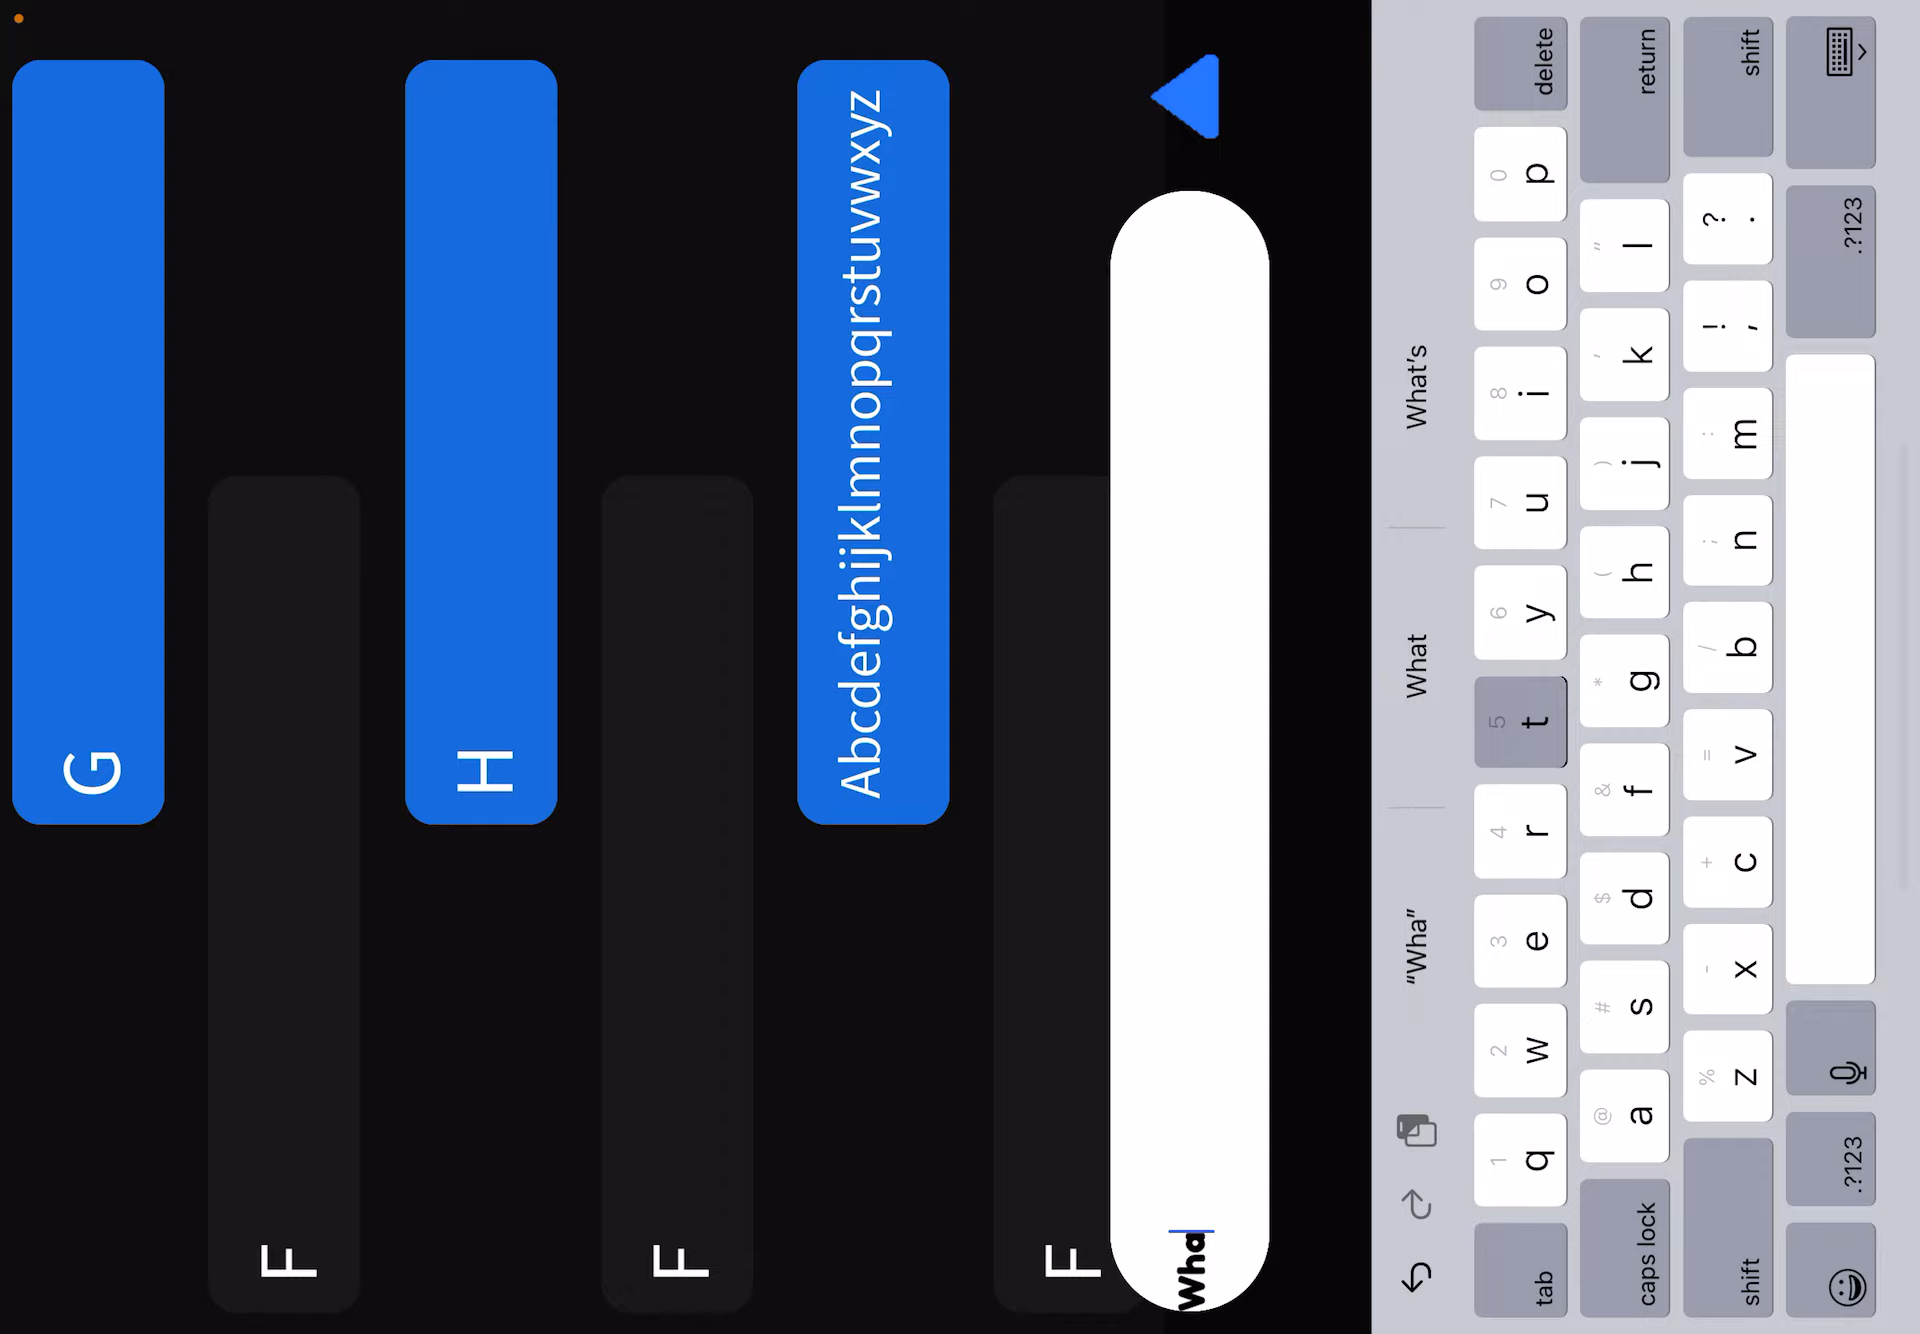 G
F
H
F
Abcdefghijklmnopqrstuvwxyz
F
Wha
"Wha"
What
What's
tab
1 q
2 w
3 e
4 r
5 t
6 y
7 u
8 i
9 o
0 p
delete
caps lock
@ a
# s
$ d
& f
* g
( h
) j
' k
" l
return
shift
% z
- x
+ c
= v
/ b
; n
: m
! ,
? .
shift
.?123
.?123